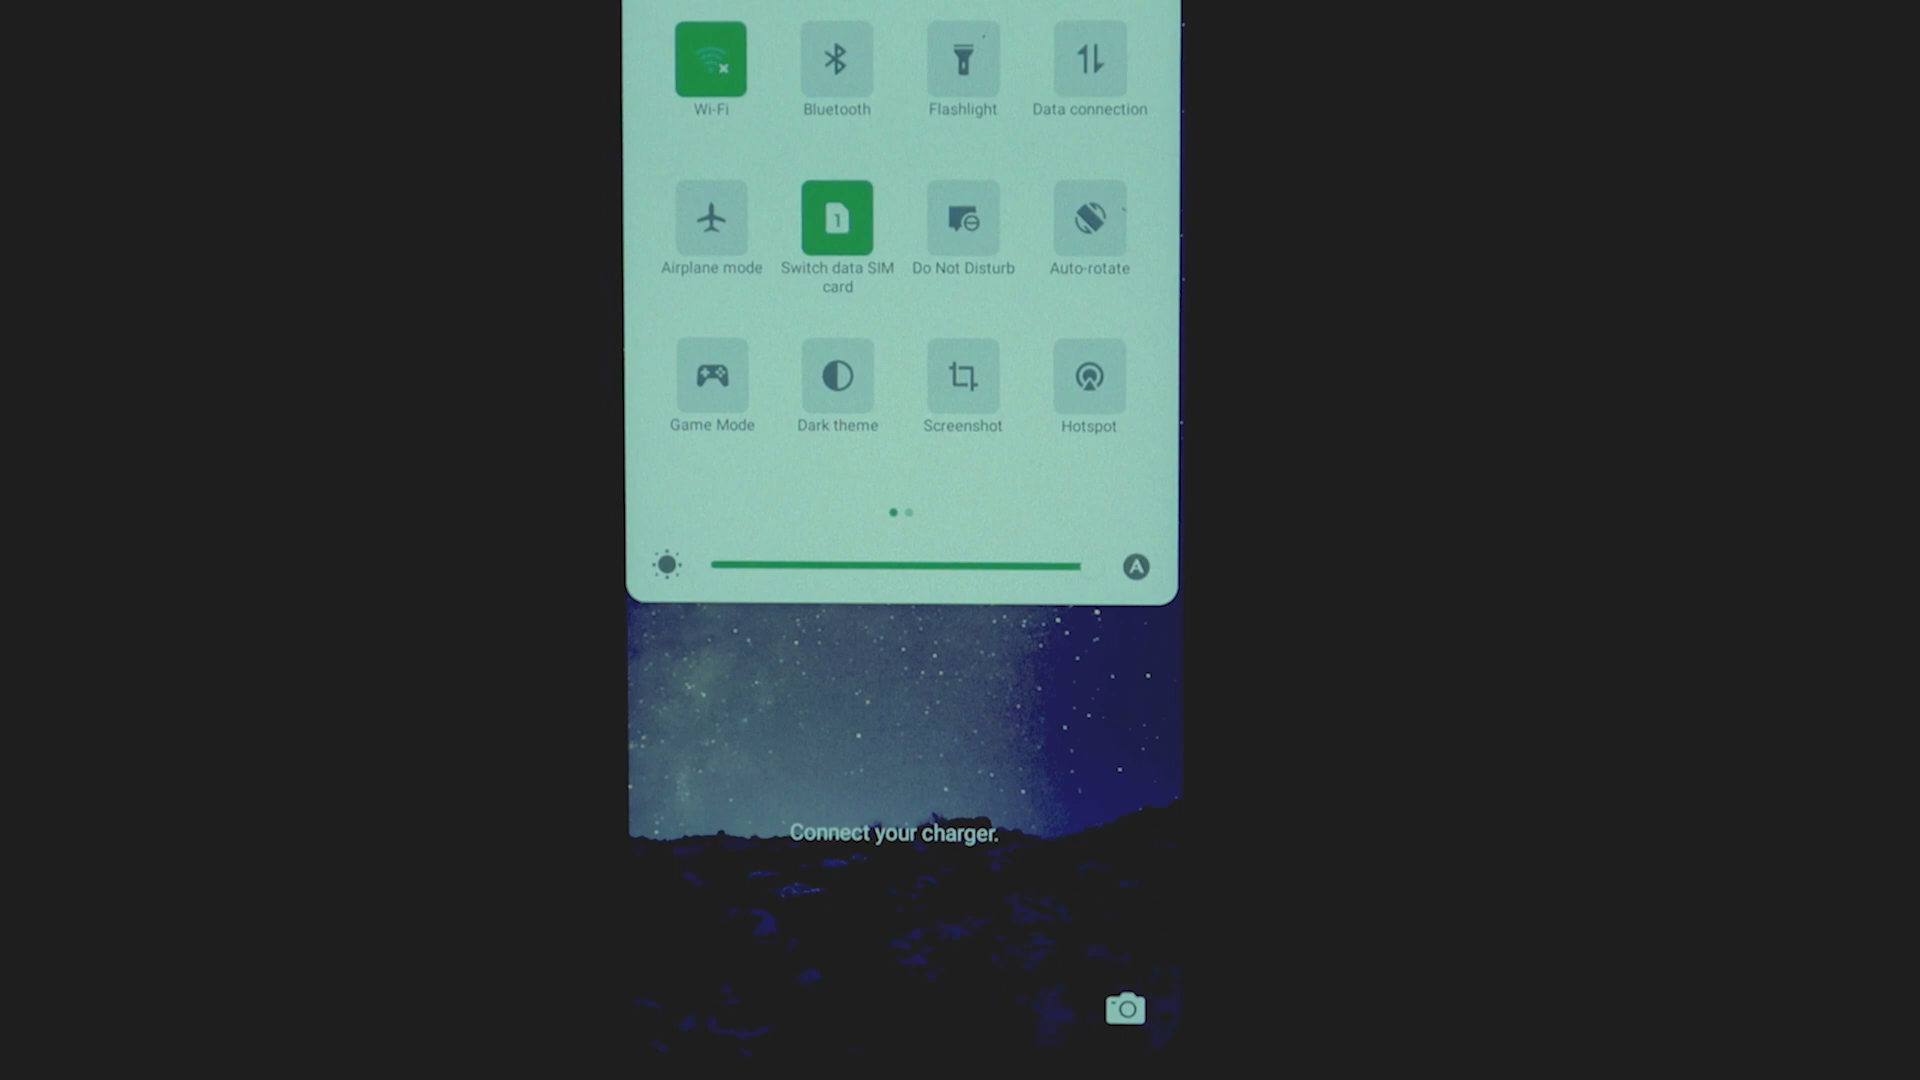 Wi-Fi
Bluetooth
Flashlight
Data connection
Airplane mode
1
Switch data SIM
card
Do Not Disturb
Auto-rotate
Game Mode
Dark theme
Screenshot
Hotspot
A
Connect your charger.